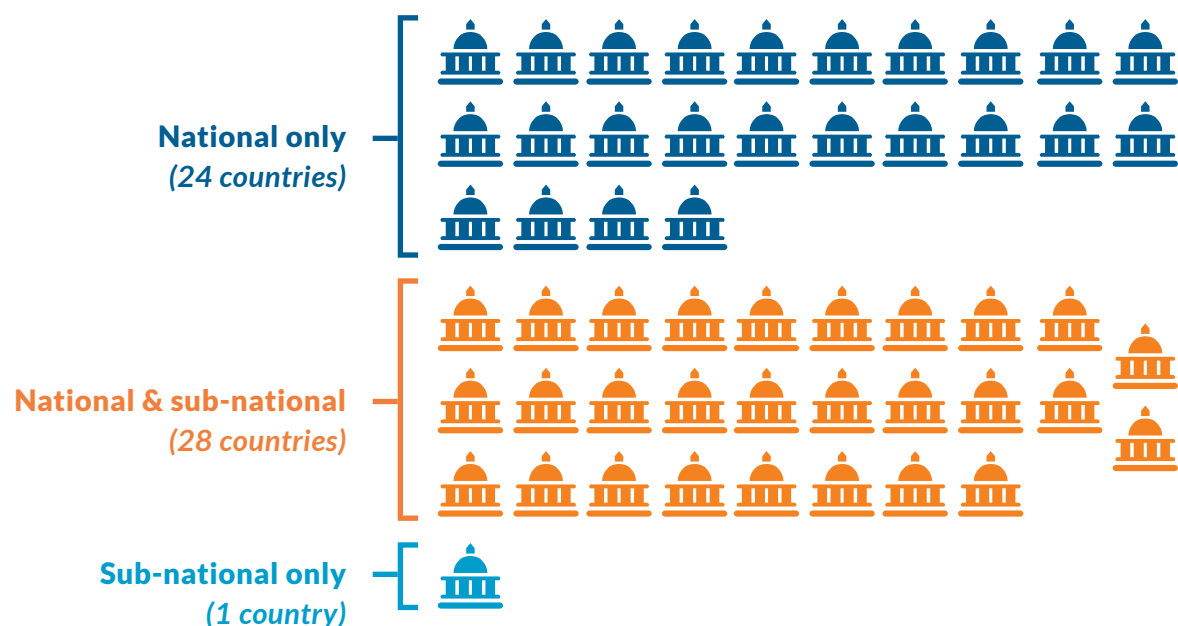 National only
(24 countries)
National & sub-national
(28 countries)
Sub-national only
(1 country)